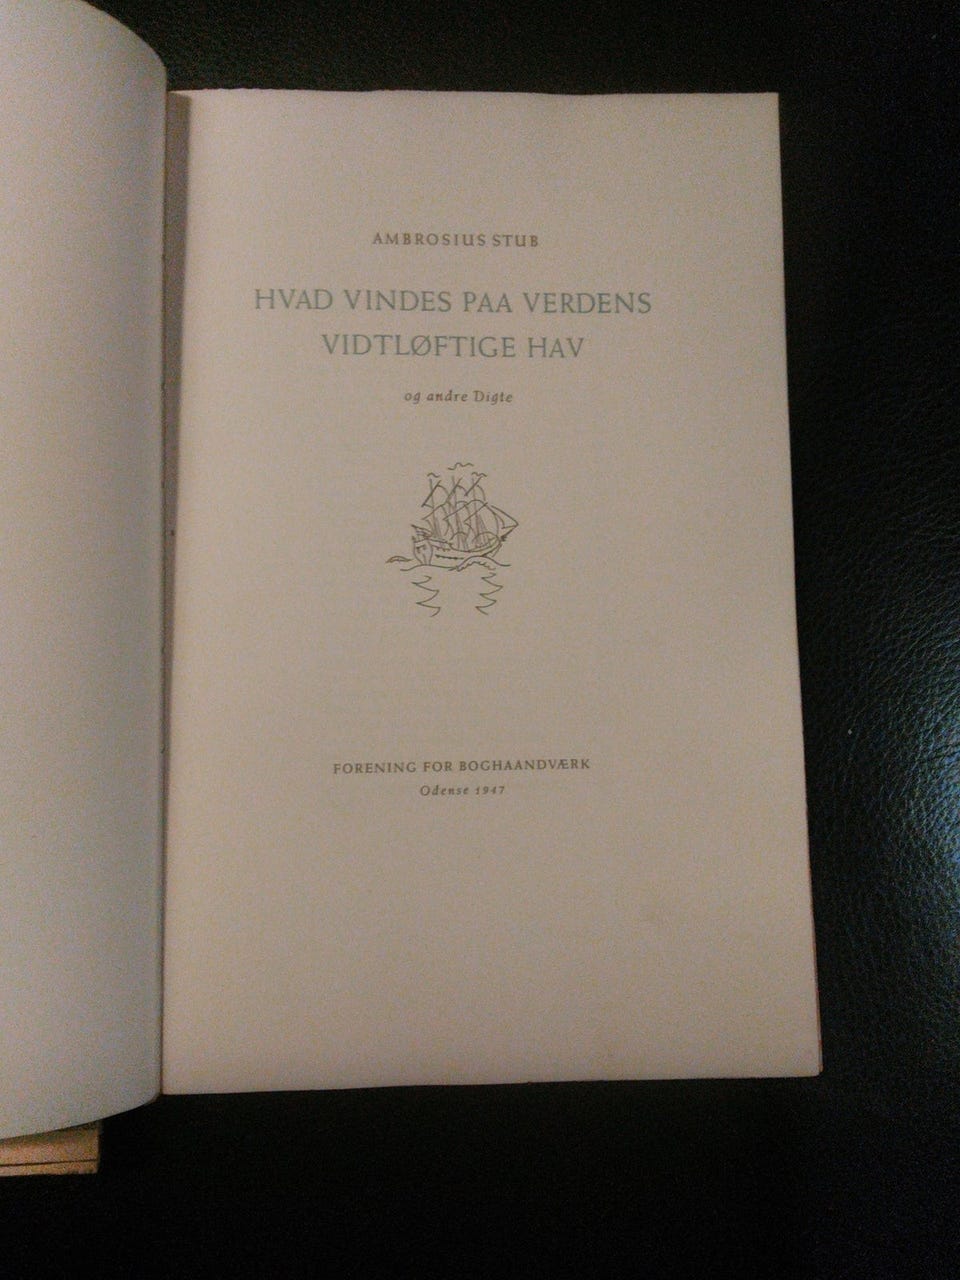 AMBROSIUS STUB
HVAD VINDES PAA VERDENS
VIDTLØFTIGE HAV
og andre Digte
FORENING FOR BOGHAANDVÆRK
Odense 1947